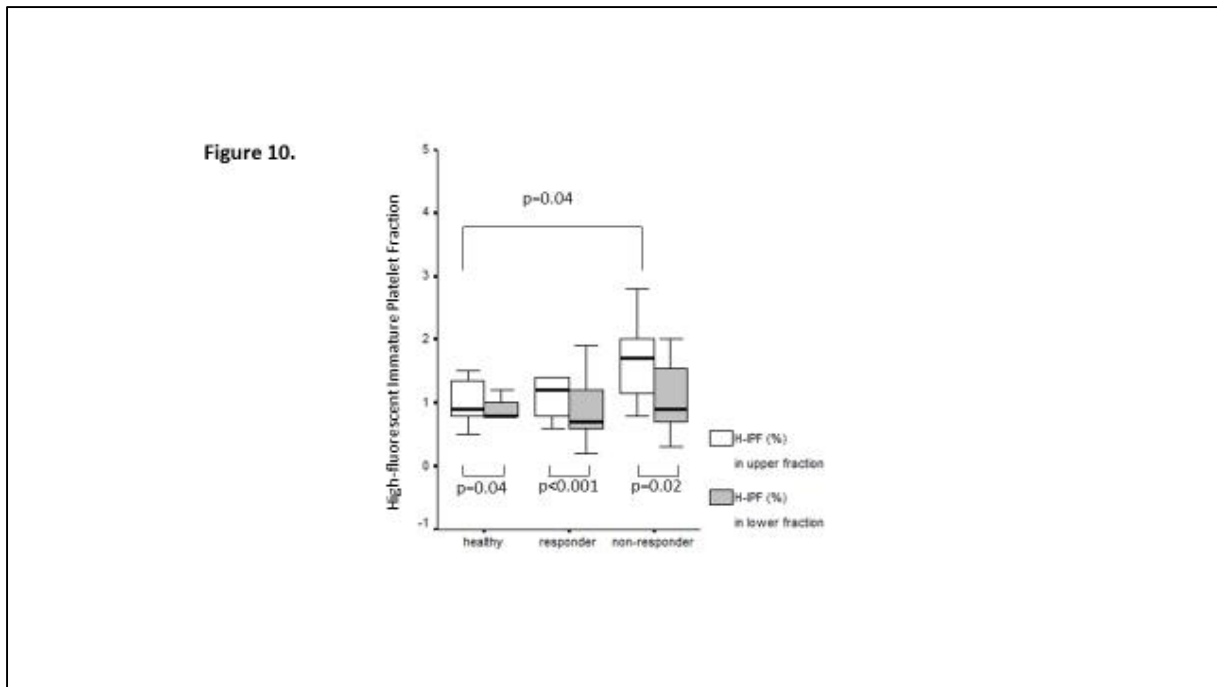 Figure 10.
High-fluorescent Immature Platelet Fraction
5
4
3
2
1
0
-1
p=0.04
p=0.04
p<0.001
p=0.02
healthy
responder
non-responder
H-IPF (%)
in upper fraction
H-IPF (%)
in lower fraction